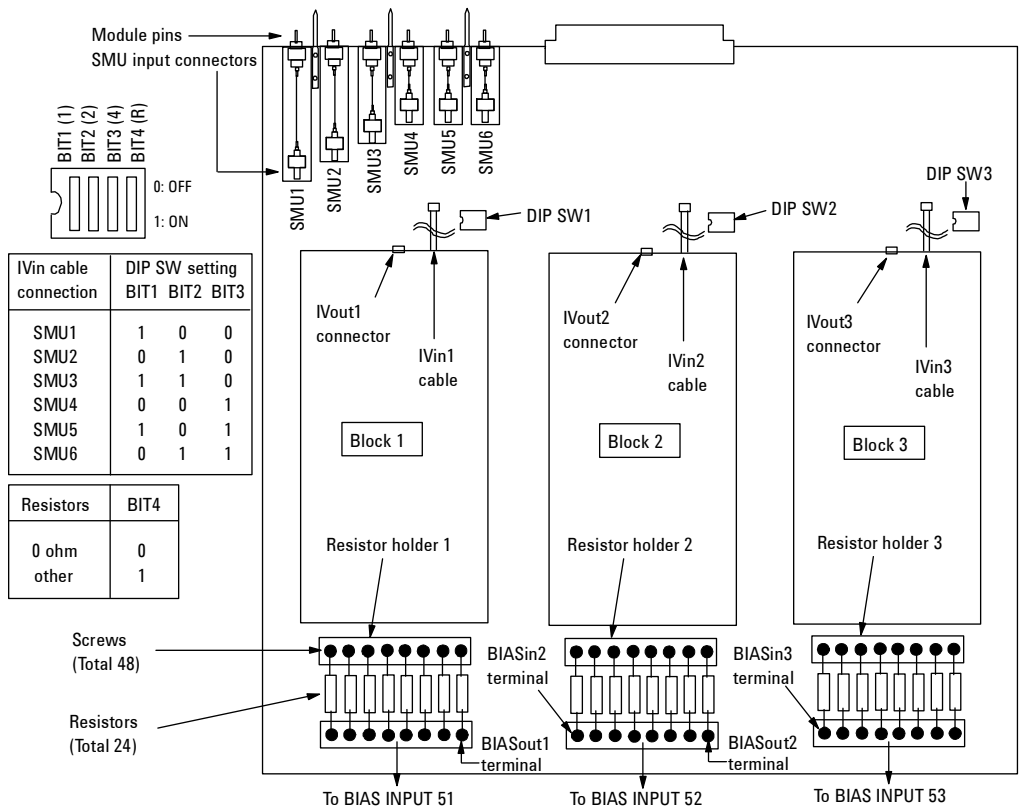 Module pins
SMU input connectors
BIT1 (1)
BIT2 (2)
BIT3 (4)
BIT4 (R)
0: OFF
1: ON
SMU1
SMU2
SMU3
SMU4
SMU5
SMU6
DIP SW1
DIP SW2
DIP SW3
IVin cable connection DIP SW setting
BIT1 BIT2 BIT3
SMU1 1 0 0
SMU2 0 1 0
SMU3 1 1 0
SMU4 0 0 1
SMU5 1 0 1
SMU6 0 1 1
Resistors BIT4
0 ohm 0
other 1
IVout1
connector
IVin1
cable
Block 1
Resistor holder 1
IVout2
connector
IVin2
cable
Block 2
Resistor holder 2
IVout3
connector
IVin3
cable
Block 3
Resistor holder 3
Screws
(Total 48)
Resistors
(Total 24)
BIASin2
terminal
BIASin3
terminal
BIASout1
terminal
BIASout2
terminal
To BIAS INPUT 51
To BIAS INPUT 52
To BIAS INPUT 53